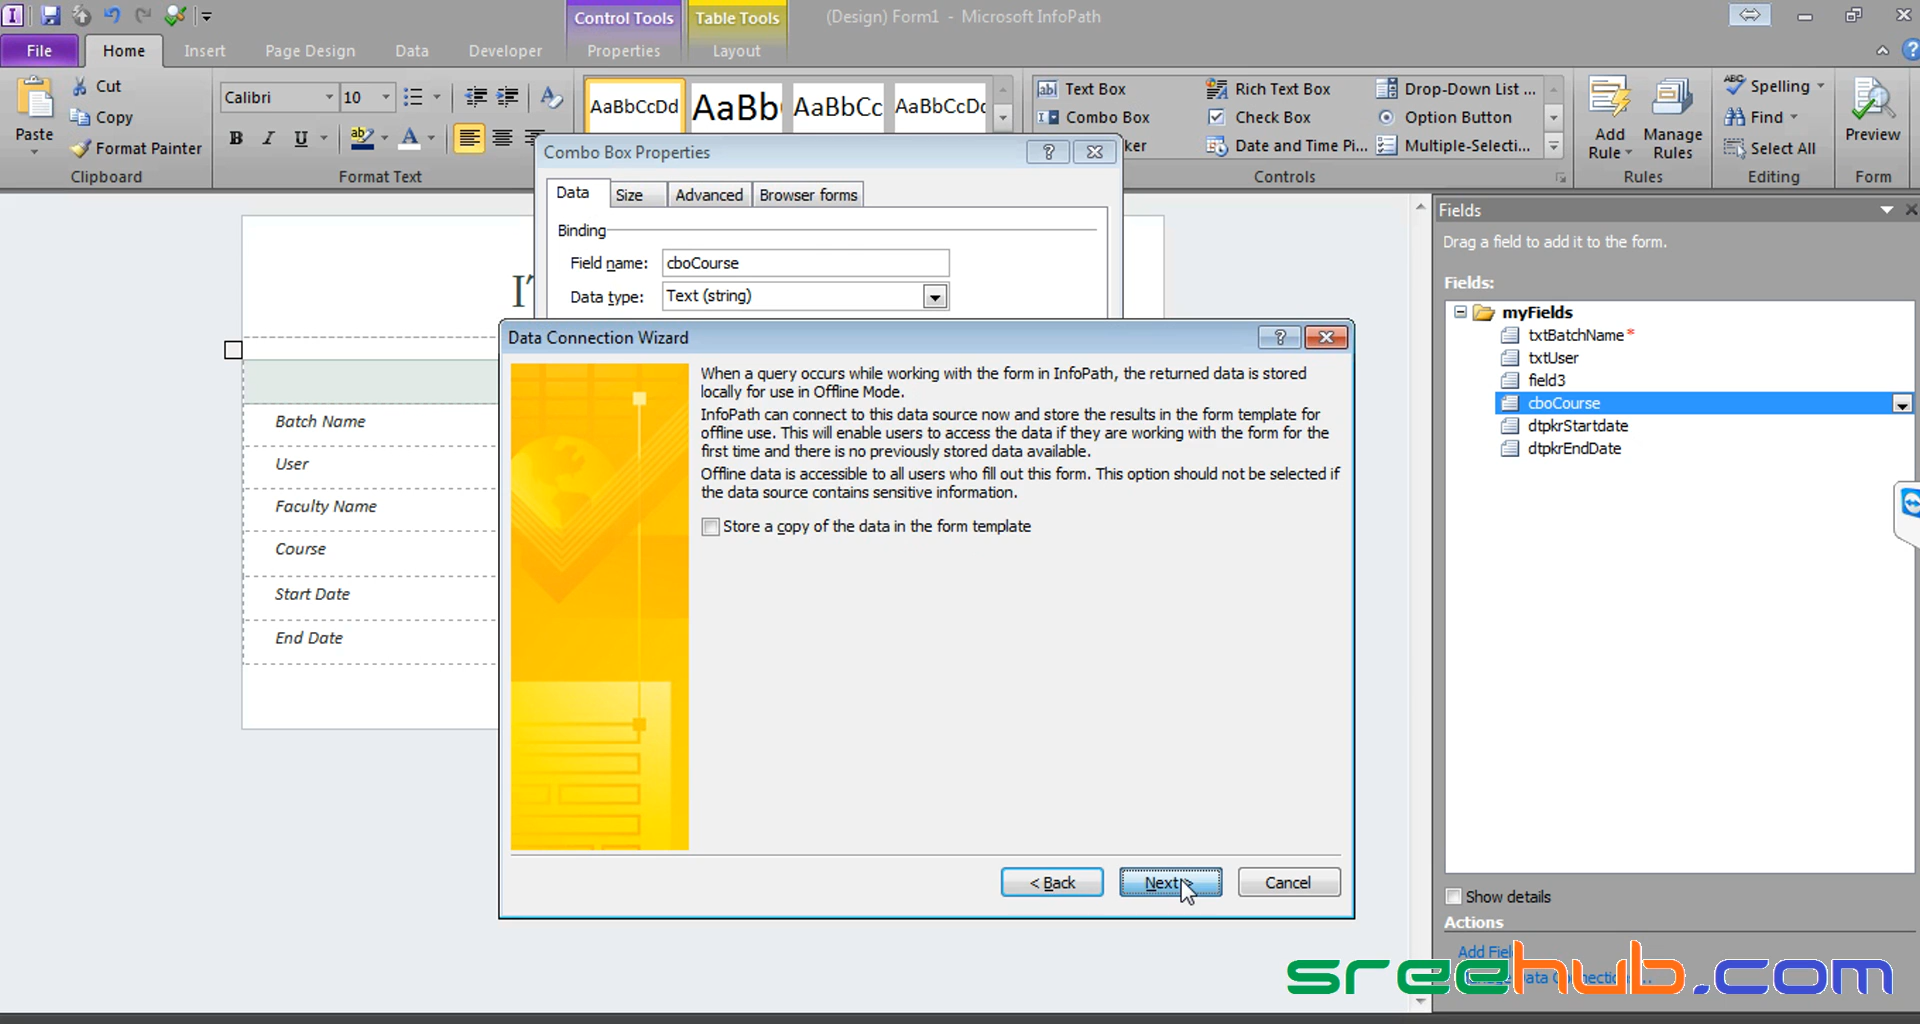 Control Tools
Table Tools
(Design) Form1 - Microsoft InfoPath
File
Home
Insert
Page Design
Data
Developer
Properties
Layout
Paste
Cut
Copy
Format Painter
Clipboard
Calibri
10
B I U
Format Text
AaBbCcDd
AaBb
AaBbCc
AaBbCcDc
Text Box
Combo Box
ker
Rich Text Box
Check Box
Date and Time Pi...
Drop-Down List ...
Option Button
Multiple-Selecti...
Controls
Add Rule
Manage Rules
Rules
Spelling
Find
Select All
Editing
Preview
Form
Combo Box Properties
Data
Size
Advanced
Browser forms
Binding
Field name:
cboCourse
Data type:
Text (string)
Batch Name
User
Faculty Name
Course
Start Date
End Date
Data Connection Wizard
When a query occurs while working with the form in InfoPath, the returned data is stored
locally for use in Offline Mode.
InfoPath can connect to this data source now and store the results in the form template for
offline use. This will enable users to access the data if they are working with the form for the
first time and there is no previously stored data available.
Offline data is accessible to all users who fill out this form. This option should not be selected if
the data source contains sensitive information.
Store a copy of the data in the form template
< Back
Next >
Cancel
Fields
Drag a field to add it to the form.
Fields:
myFields
txtBatchName *
txtUser
field3
cboCourse
dtpkrStartdate
dtpkrEndDate
Show details
Actions
Add Fiel
sreehub.com